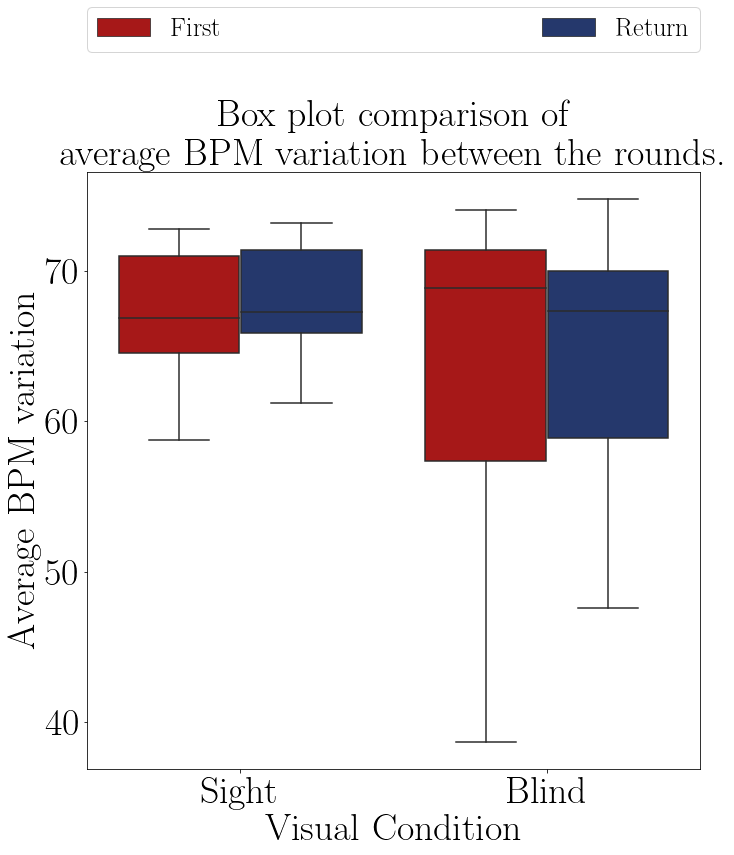 First
Return
Box plot comparison of
average BPM variation between the rounds.
Average BPM variation
70
60
50
40
Sight
Blind
Visual Condition